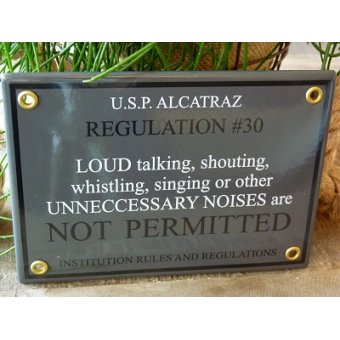 U.S.P. ALCATRAZ
REGULATION #30
LOUD talking, shouting,
whistling, singing or other
UNNECCESSARY NOISES are
NOT PERMITTED
INSTITUTION RULES AND REGULATIONS